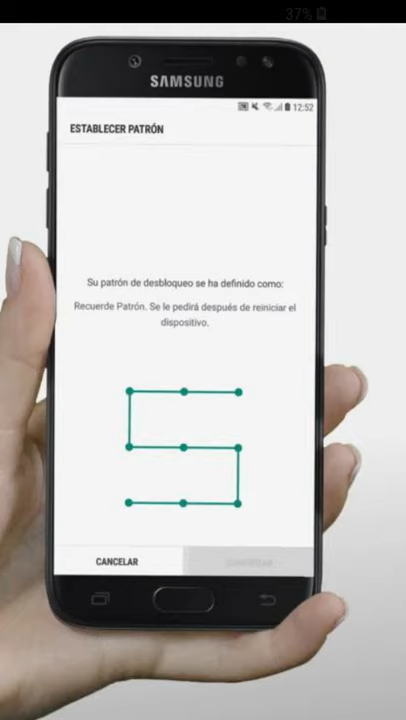 37%
SAMSUNG
12:52
ESTABLECER PATRÓN
Su patrón de desbloqueo se ha definido como:
Recuerde Patrón. Se le pedirá después de reiniciar el
dispositivo.
CANCELAR